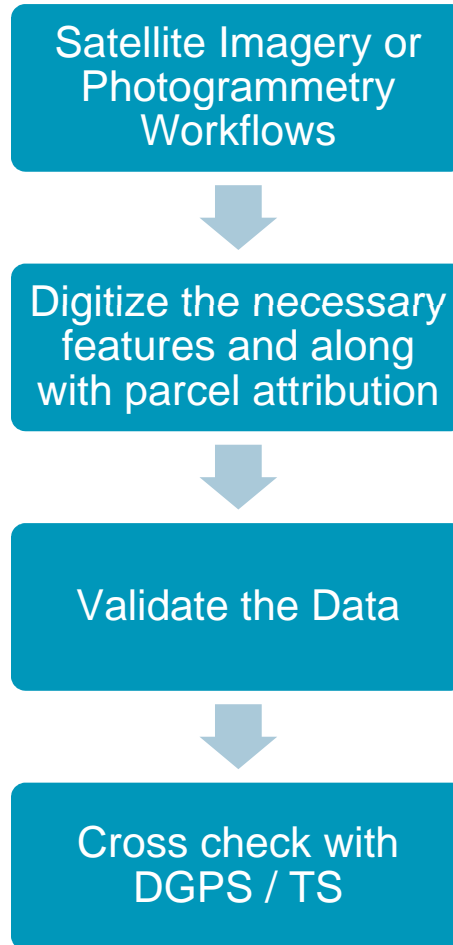 Satellite Imagery or
Photogrammetry
Workflows
Digitize the necessary
features and along
with parcel attribution
Validate the Data
Cross check with
DGPS / TS